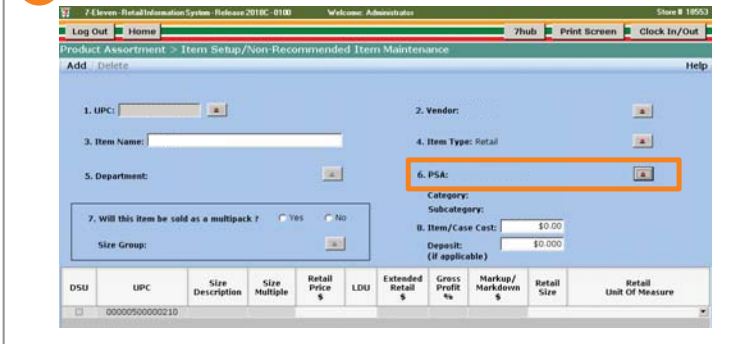 7-Eleven - Retail Information System - Release 2018C - 0100 Welcome: Administrator Store # 18553
Log Out Home 7hub Print Screen Clock In/Out
Product Assortment > Item Setup/Non-Recommended Item Maintenance
Add Delete Help
1. UPC: 2. Vendor:
3. Item Name: 4. Item Type: Retail
5. Department: 6. PSA:
Category:
Subcategory:
7. Will this item be sold as a multipack ? Yes No 8. Item/Case Cost: $0.00
Size Group: Deposit: $0.000
(if applicable)
DSU UPC Size Description Size Multiple Retail Price $ LDU Extended Retail $ Gross Profit % Markup/ Markdown $ Retail Size Retail Unit Of Measure
00000500000210